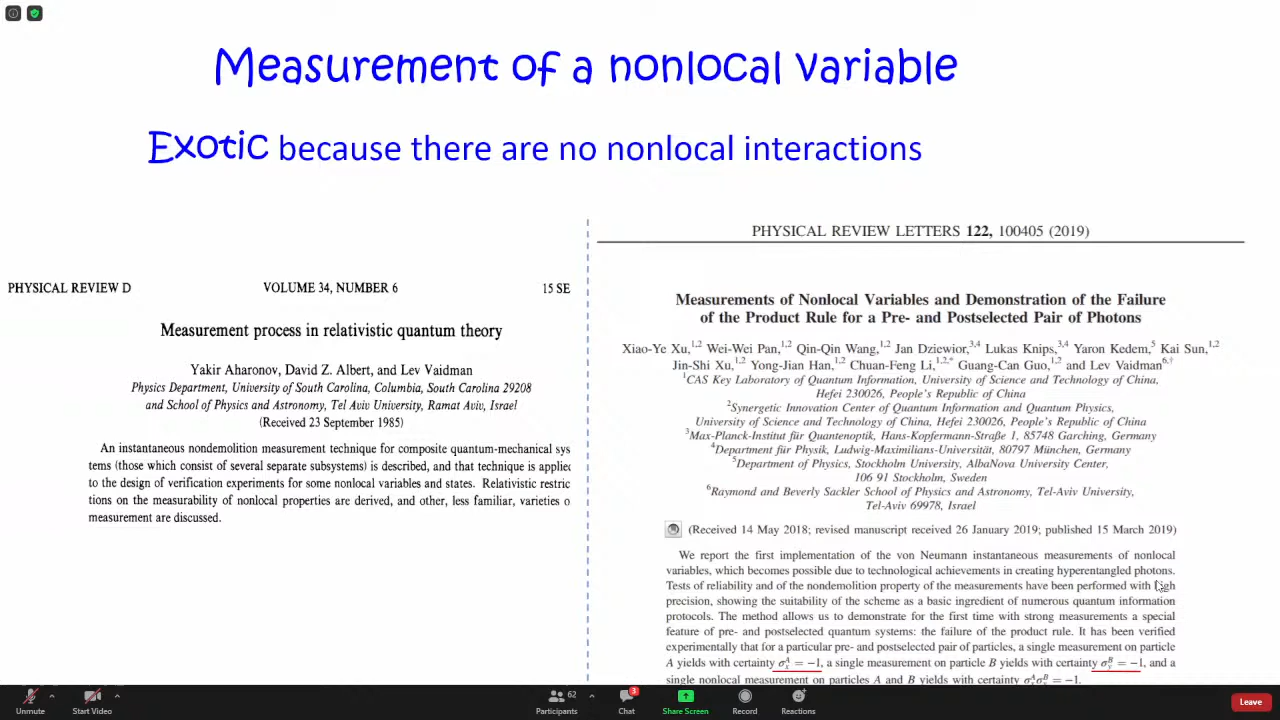 Measurement of a nonlocal variable
Exotic because there are no nonlocal interactions
PHYSICAL REVIEW D VOLUME 34, NUMBER 6 15 SE
Measurement process in relativistic quantum theory
Yakir Aharonov, David Z. Albert, and Lev Vaidman
Physics Department, University of South Carolina, Columbia, South Carolina 29208
and School of Physics and Astronomy, Tel Aviv University, Ramat Aviv, Israel
(Received 23 September 1985)
An instantaneous nondemolition measurement technique for composite quantum-mechanical sys
tems (those which consist of several separate subsystems) is described, and that technique is applied
to the design of verification experiments for some nonlocal variables and states. Relativistic restric
tions on the measurability of nonlocal properties are derived, and other, less familiar, varieties o
measurement are discussed.
PHYSICAL REVIEW LETTERS 122, 100405 (2019)
Measurements of Nonlocal Variables and Demonstration of the Failure
of the Product Rule for a Pre- and Postselected Pair of Photons
Xiao-Ye Xu,1,2 Wei-Wei Pan,1,2 Qin-Qin Wang,1,2 Jan Dziewior,3,4 Lukas Knips,3,4 Yaron Kedem,5 Kai Sun,1,2
Jin-Shi Xu,1,2 Yong-Jian Han,1,2 Chuan-Feng Li,1,2,* Guang-Can Guo,1,2 and Lev Vaidman6,†
1CAS Key Laboratory of Quantum Information, University of Science and Technology of China,
Hefei 230026, People's Republic of China
2Synergetic Innovation Center of Quantum Information and Quantum Physics,
University of Science and Technology of China, Hefei 230026, People's Republic of China
3Max-Planck-Institut für Quantenoptik, Hans-Kopfermann-Straße 1, 85748 Garching, Germany
4Department für Physik, Ludwig-Maximilians-Universität, 80797 München, Germany
5Department of Physics, Stockholm University, AlbaNova University Center,
106 91 Stockholm, Sweden
6Raymond and Beverly Sackler School of Physics and Astronomy, Tel-Aviv University,
Tel-Aviv 69978, Israel
(Received 14 May 2018; revised manuscript received 26 January 2019; published 15 March 2019)
We report the first implementation of the von Neumann instantaneous measurements of nonlocal
variables, which becomes possible due to technological achievements in creating hyperentangled photons.
Tests of reliability and of the nondemolition property of the measurements have been performed with high
precision, showing the suitability of the scheme as a basic ingredient of numerous quantum information
protocols. The method allows us to demonstrate for the first time with strong measurements a special
feature of pre- and postselected quantum systems: the failure of the product rule. It has been verified
experimentally that for a particular pre- and postselected pair of particles, a single measurement on particle
A yields with certainty σxA = −1, a single measurement on particle B yields with certainty σyB = −1, and a
single nonlocal measurement on particles A and B yields with certainty σxAσyB = −1.
Unmute Start Video Participants 62 Chat 3 Share Screen Record Reactions Leave